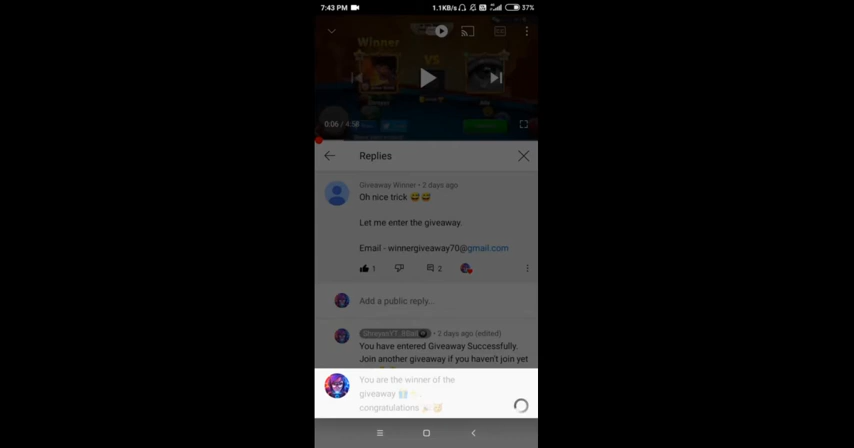 7:43 PM 1.1KB/s 37%
Winner
VS
0:06 / 4:56
Replies
Giveaway Winner • 2 days ago
Oh nice trick 😅😅
Let me enter the giveaway.
Email - winnergiveaway70@gmail.com
1 2
Add a public reply...
• 2 days ago (edited)
You have entered Giveaway Successfully.
Join another giveaway if you haven't join yet
You are the winner of the
giveaway
congratulations 🎉🥳